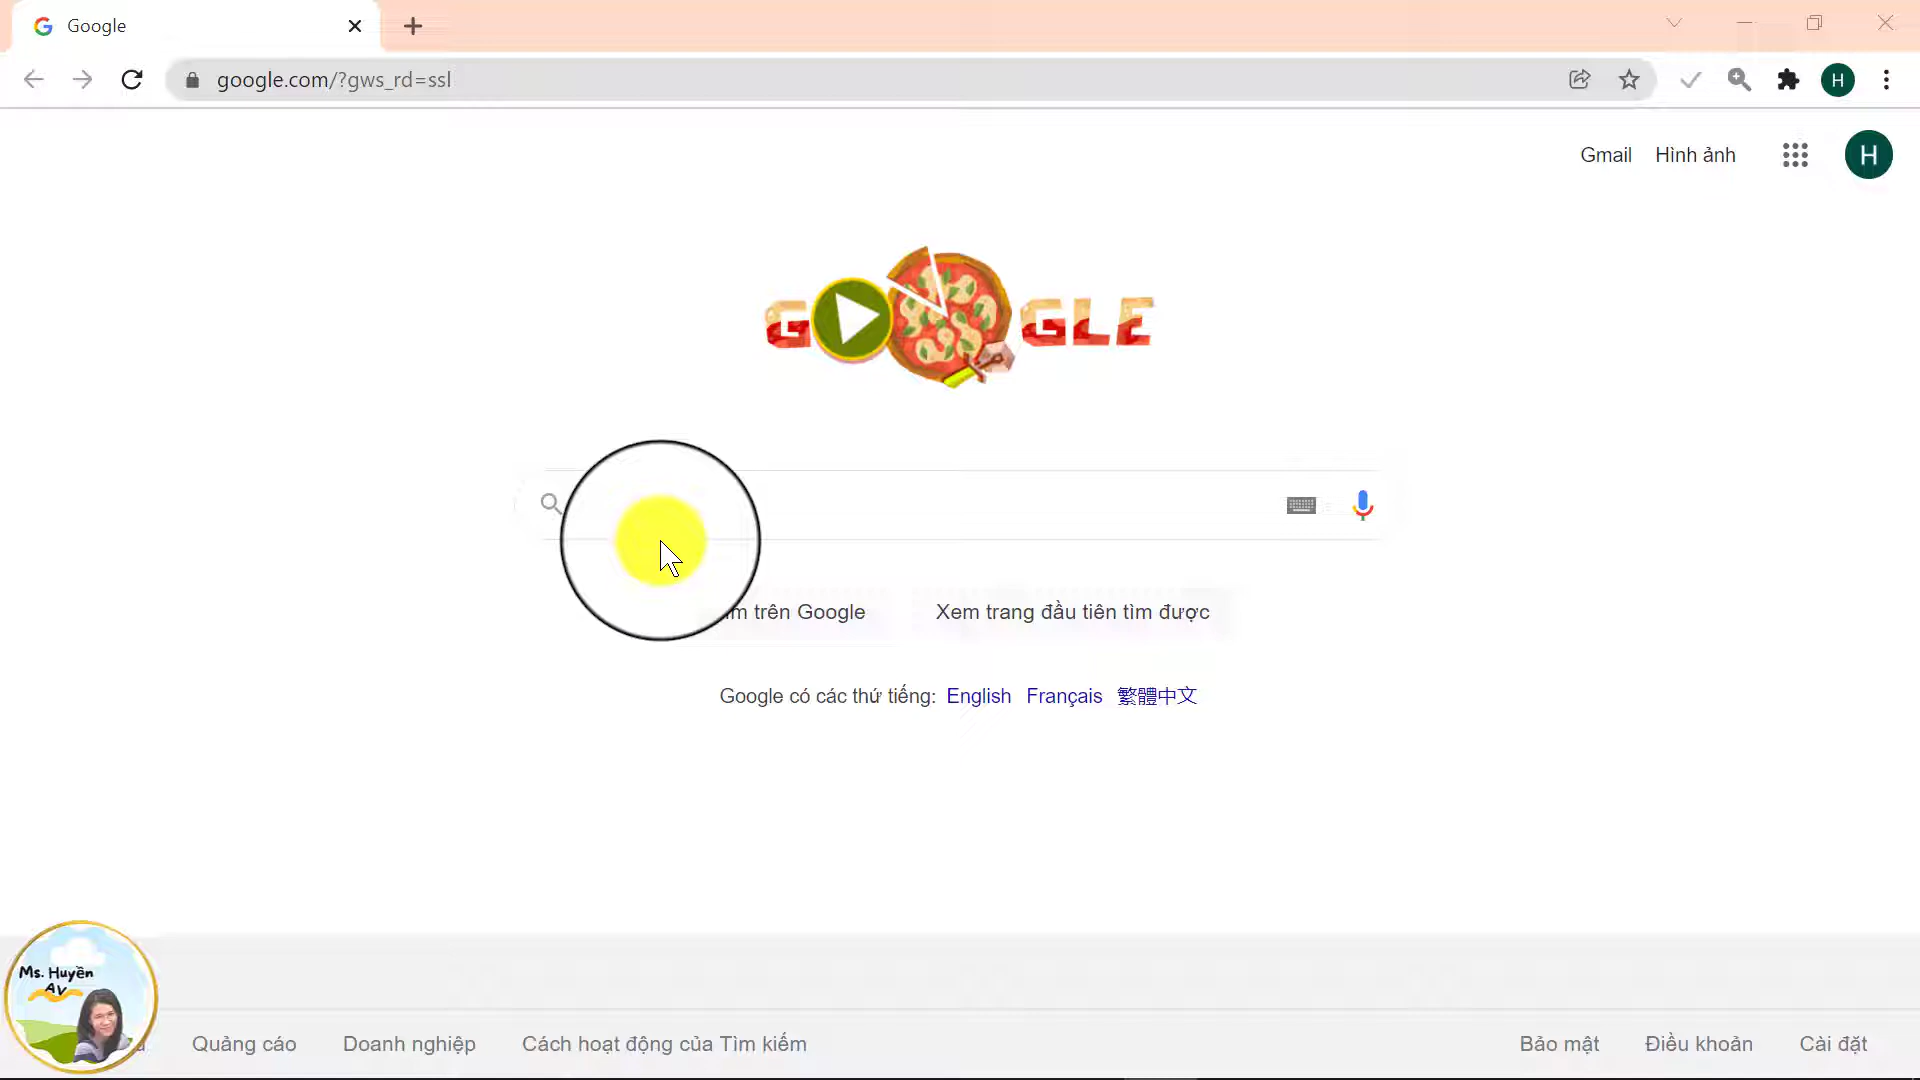 Google
google.com/?gws_rd=ssl
H
Gmail Hình ảnh H
GOOGLE
trên Google Xem trang đầu tiên tìm được
Google có các thứ tiếng: English Français 繁體中文
Ms. Huyền
AV
Quảng cáo Doanh nghiệp Cách hoạt động của Tìm kiếm Bảo mật Điều khoản Cài đặt